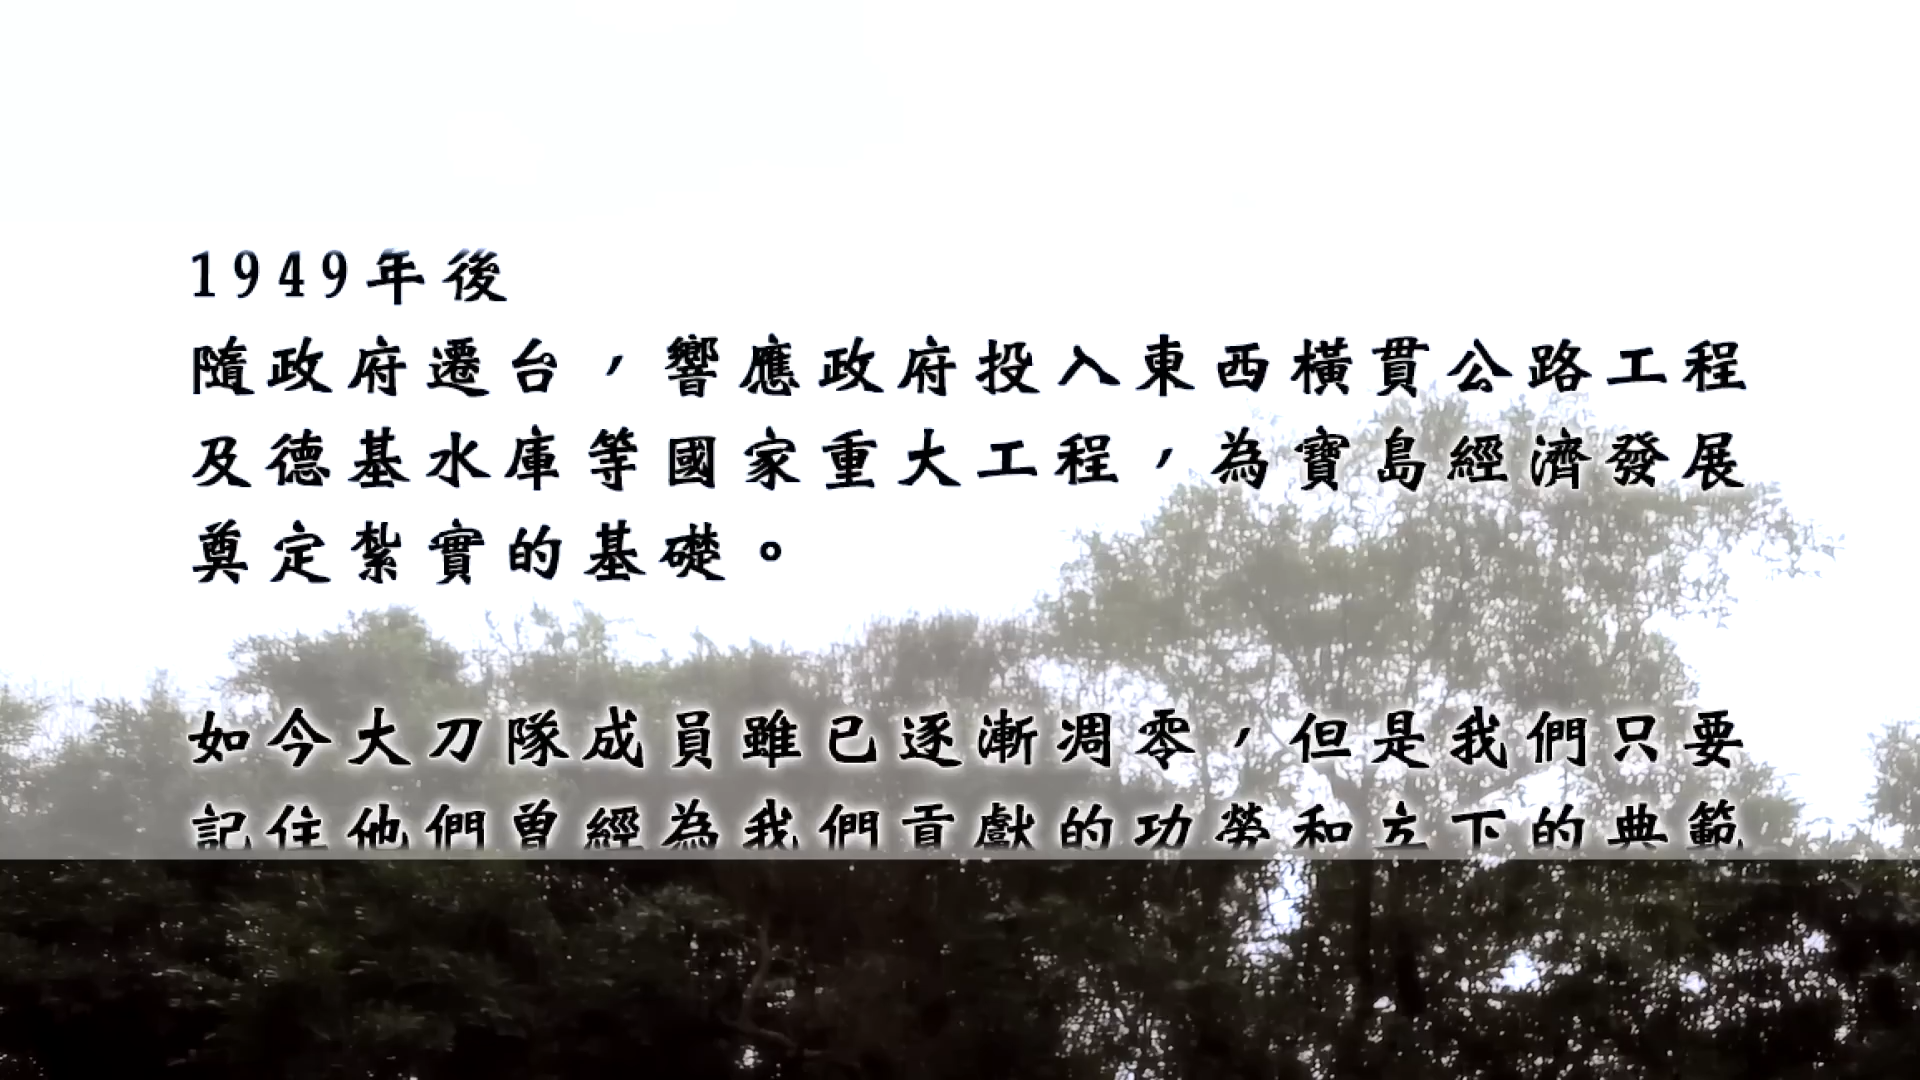 1949年後
隨政府遷台，響應政府投入東西橫貫公路工程
及德基水庫等國家重大工程，為寶島經濟發展
奠定紮實的基礎。
如今大刀隊成員雖已逐漸凋零，但是我們只要
記住他們曾經為我們貢獻的功勞和立下的典範